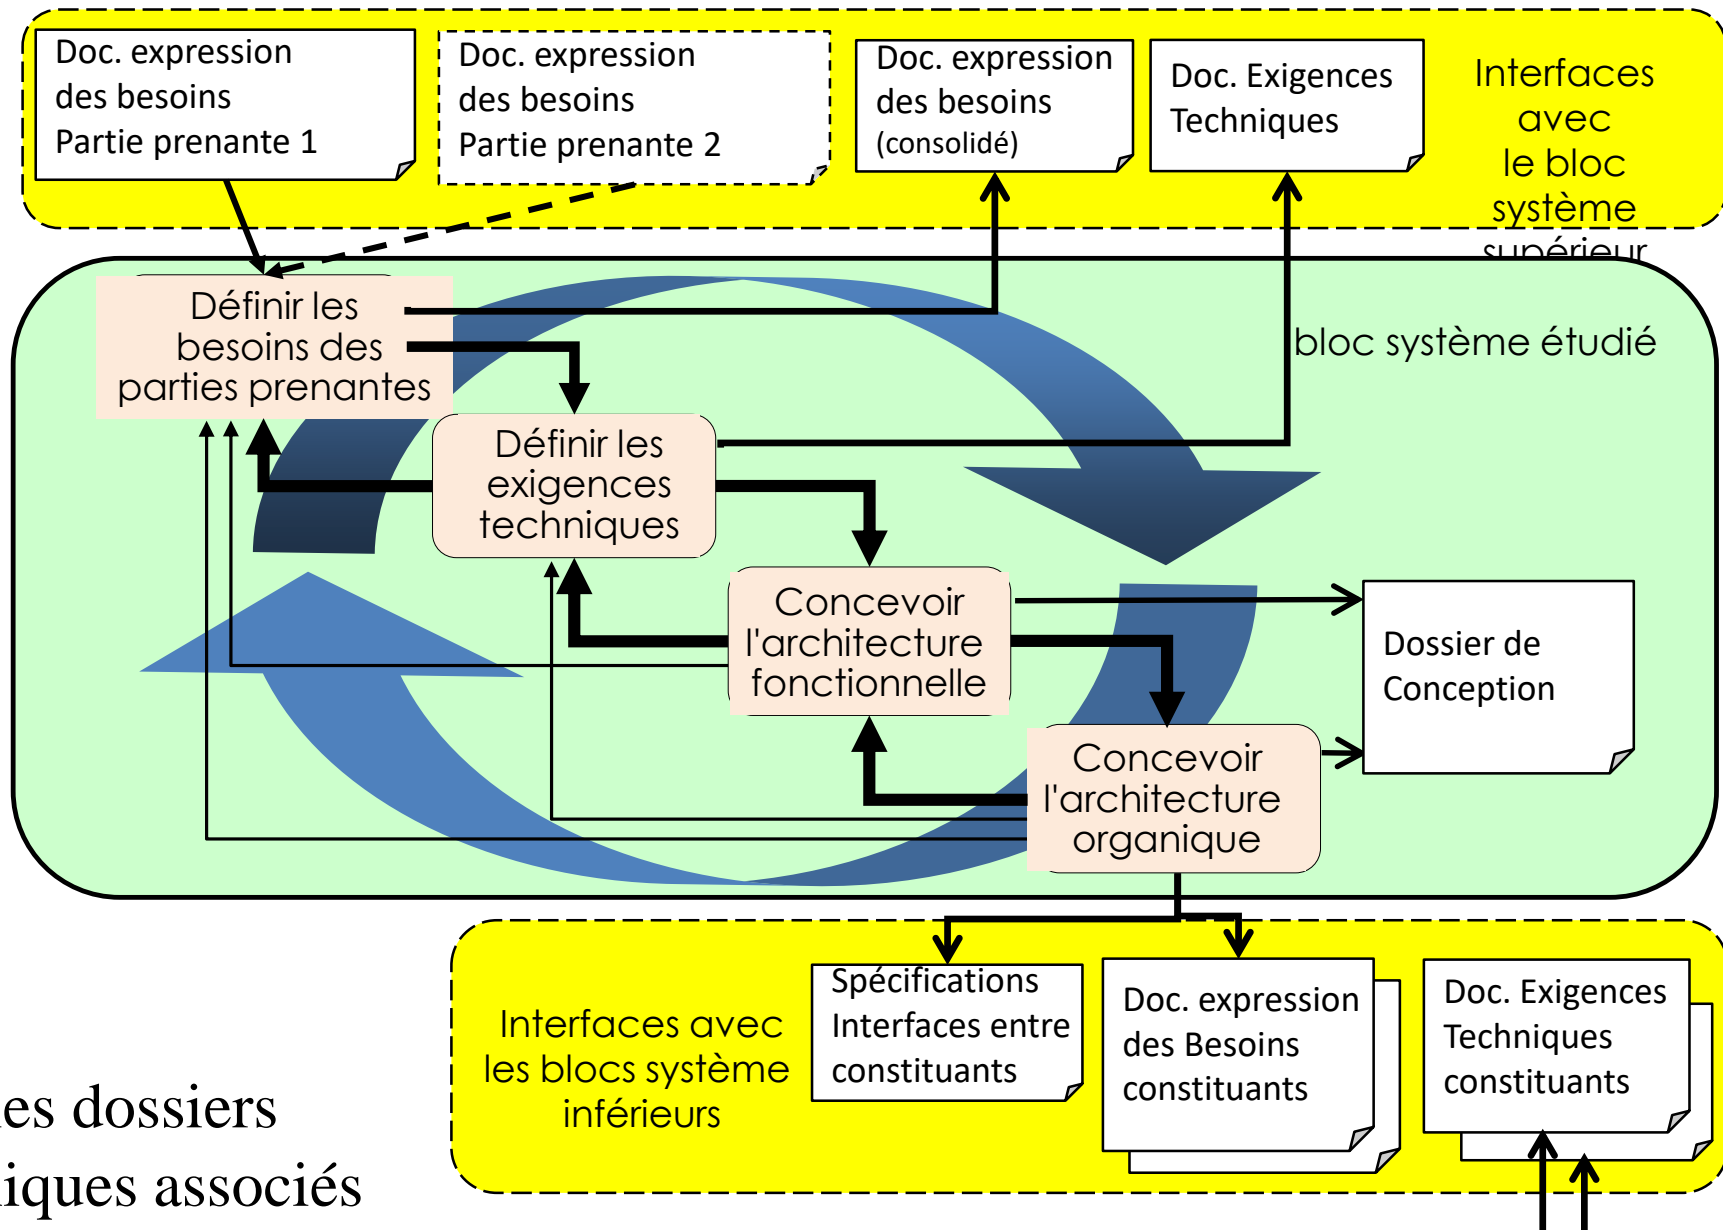 Doc. expression
des besoins
Partie prenante 1
Doc. expression
des besoins
Partie prenante 2
Doc. expression
des besoins
(consolidé)
Doc. Exigences
Techniques
Interfaces
avec
le bloc
système
supérieur
bloc système étudié
Définir les
besoins des
parties prenantes
Définir les
exigences
techniques
Concevoir
l'architecture
fonctionnelle
Concevoir
l'architecture
organique
Dossier de
Conception
Interfaces avec
les blocs système
inférieurs
Spécifications
Interfaces entre
constituants
Doc. expression
des Besoins
constituants
Doc. Exigences
Techniques
constituants
es dossiers
iques associés